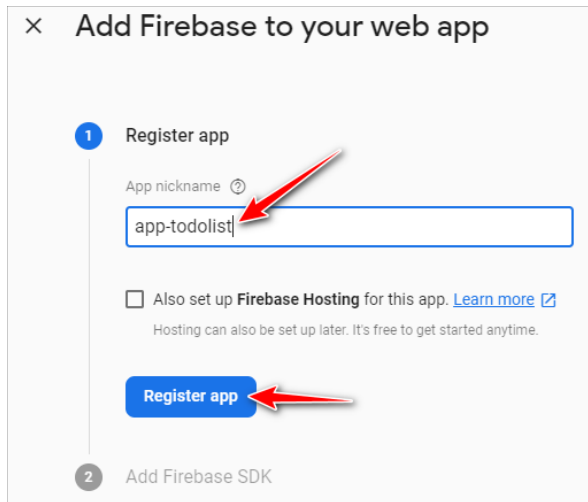 Add Firebase to your web app
1 Register app
App nickname
app-todolist
Also set up Firebase Hosting for this app. Learn more
Hosting can also be set up later. It's free to get started anytime.
Register app
2 Add Firebase SDK